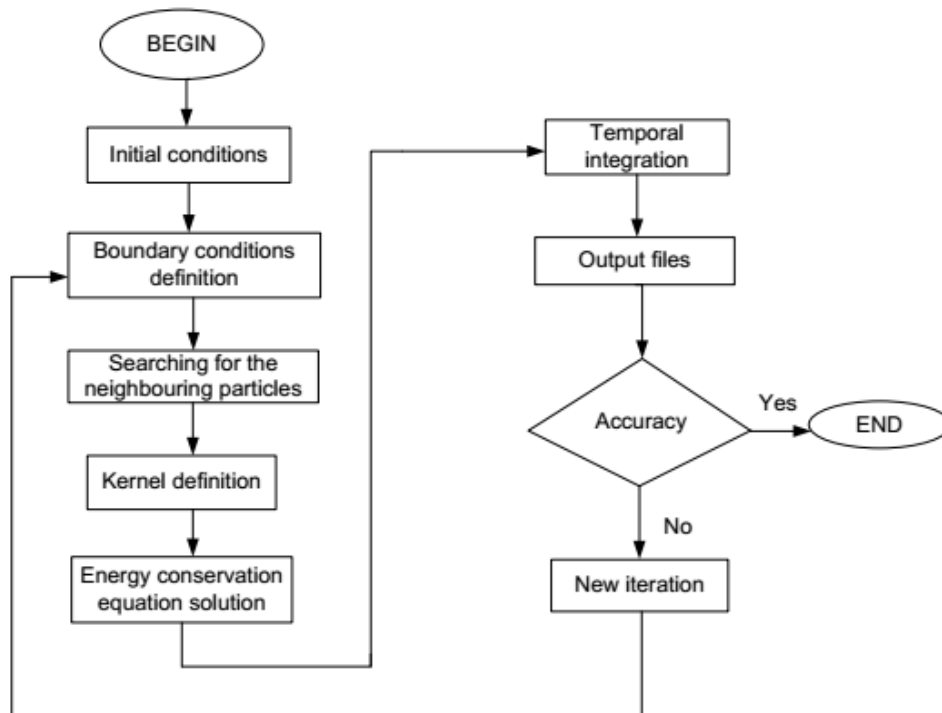 BEGIN
Initial conditions
Boundary conditions
definition
Searching for the
neighbouring particles
Kernel definition
Energy conservation
equation solution
Temporal
integration
Output files
Accuracy
Yes
END
No
New iteration